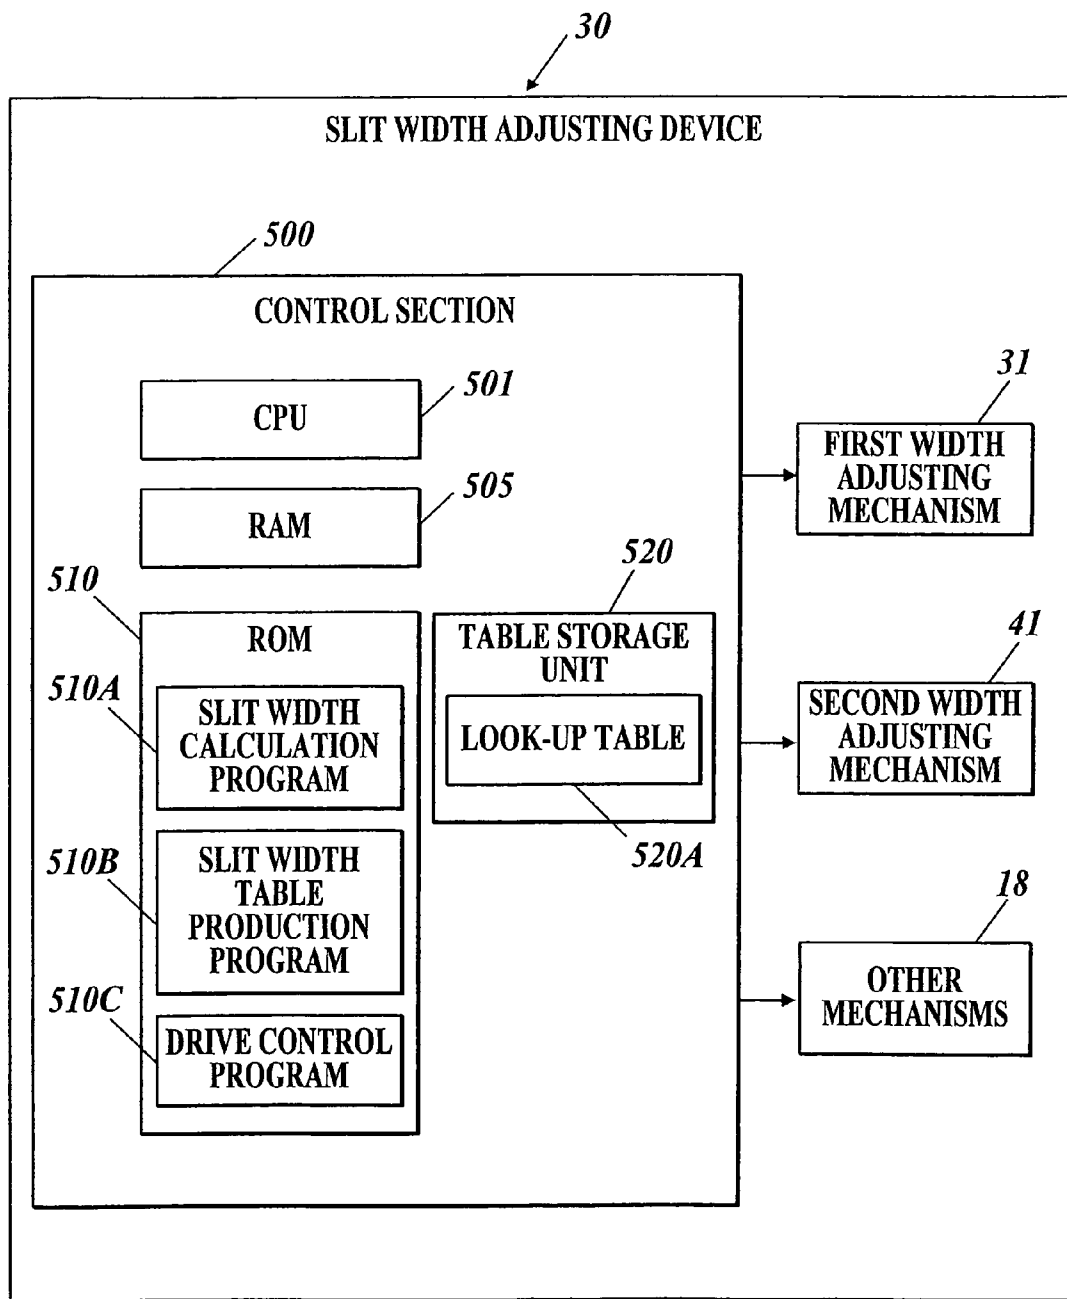 30
SLIT WIDTH ADJUSTING DEVICE
500
CONTROL SECTION
CPU
501
RAM
505
510
ROM
510A
SLIT WIDTH
CALCULATION
PROGRAM
510B
SLIT WIDTH
TABLE
PRODUCTION
PROGRAM
510C
DRIVE CONTROL
PROGRAM
520
TABLE STORAGE
UNIT
LOOK-UP TABLE
520A
31
FIRST WIDTH
ADJUSTING
MECHANISM
41
SECOND WIDTH
ADJUSTING
MECHANISM
18
OTHER
MECHANISMS